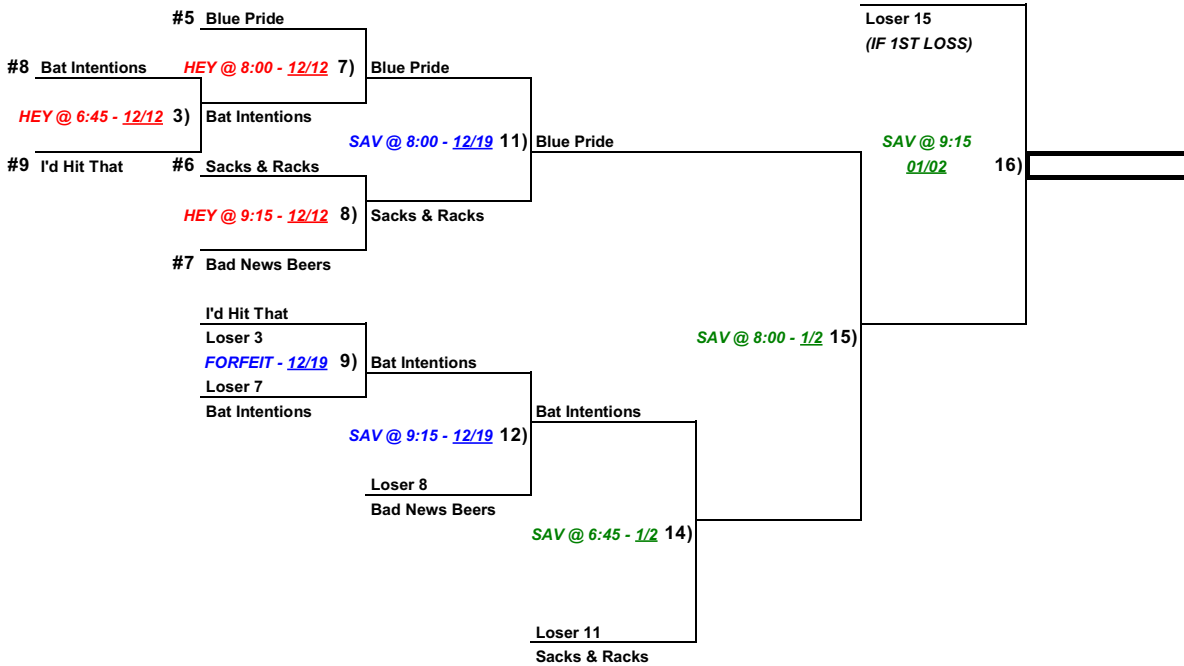 #5 Blue Pride
Loser 15
(IF 1ST LOSS)
#8 Bat Intentions
HEY @ 8:00 - 12/12 7) Blue Pride
HEY @ 6:45 - 12/12 3) Bat Intentions
SAV @ 8:00 - 12/19 11) Blue Pride
SAV @ 9:15
01/02 16)
#9 I'd Hit That
#6 Sacks & Racks
HEY @ 9:15 - 12/12 8) Sacks & Racks
#7 Bad News Beers
I'd Hit That
Loser 3
SAV @ 8:00 - 1/2 15)
FORFEIT - 12/19 9) Bat Intentions
Loser 7
Bat Intentions
Bat Intentions
SAV @ 9:15 - 12/19 12)
Loser 8
Bad News Beers
SAV @ 6:45 - 1/2 14)
Loser 11
Sacks & Racks